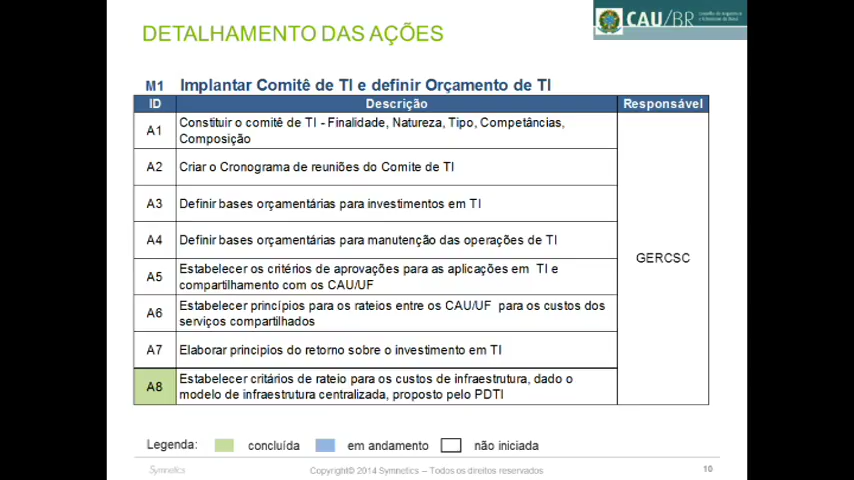 DETALHAMENTO DAS AÇÕES
CAU/BR
M1 Implantar Comitê de TI e definir Orçamento de TI
ID Descrição Responsável
A1 Constituir o comitê de TI - Finalidade, Natureza, Tipo, Competâncias,
Composição
A2 Criar o Cronograma de reuniões do Comite de TI
A3 Definir bases orçamentárias para investimentos em TI
A4 Definir bases orçamentárias para manutenção das operações de TI
GERCSC
A5 Estabelecer os critérios de aprovações para as aplicações em TI e
compartilhamento com os CAU/UF
A6 Estabelecer princípios para os rateios entre os CAU/UF para os custos dos
serviços compartilhados
A7 Elaborar principios do retorno sobre o investimento em TI
A8 Estabelecer critários de rateio para os custos de infraestrutura, dado o
modelo de infraestrutura centralizada, proposto pelo PDTI
Legenda: concluída em andamento não iniciada
Symnetics Copyright© 2014 Symnetics – Todos os direitos reservados 10